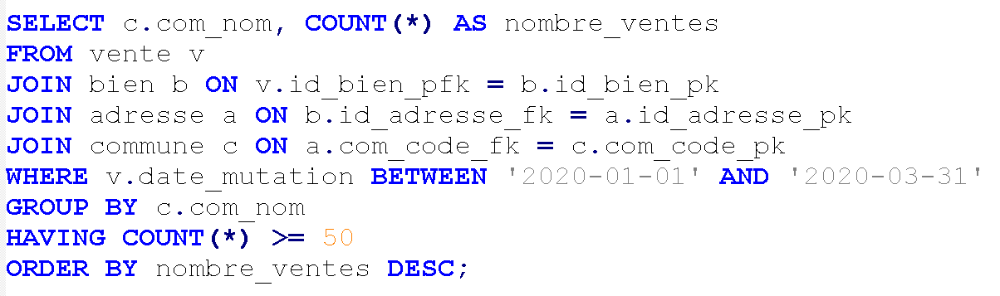 SELECT c.com_nom, COUNT(*) AS nombre_ventes
FROM vente v
JOIN bien b ON v.id_bien_pfk = b.id_bien_pk
JOIN adresse a ON b.id_adresse_fk = a.id_adresse_pk
JOIN commune c ON a.com_code_fk = c.com_code_pk
WHERE v.date_mutation BETWEEN '2020-01-01' AND '2020-03-31'
GROUP BY c.com_nom
HAVING COUNT(*) >= 50
ORDER BY nombre_ventes DESC;